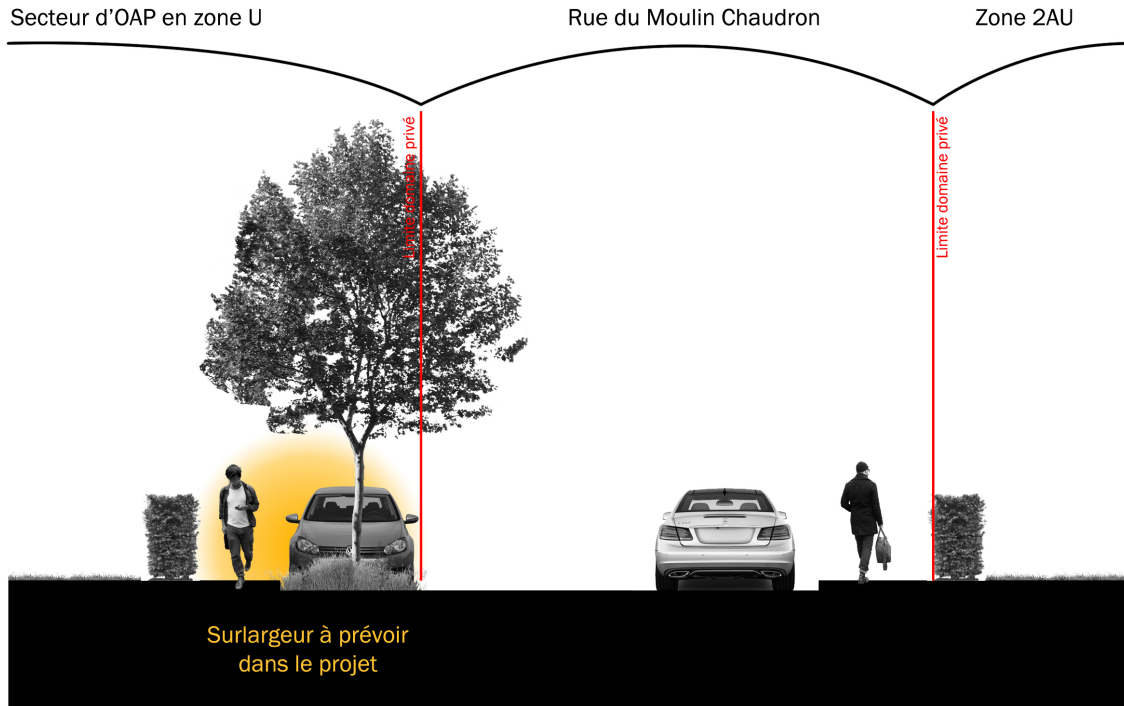 Secteur d'OAP en zone U
Rue du Moulin Chaudron
Zone 2AU
Limite domaine privé
Limite domaine privé
Surlargeur à prévoir
dans le projet